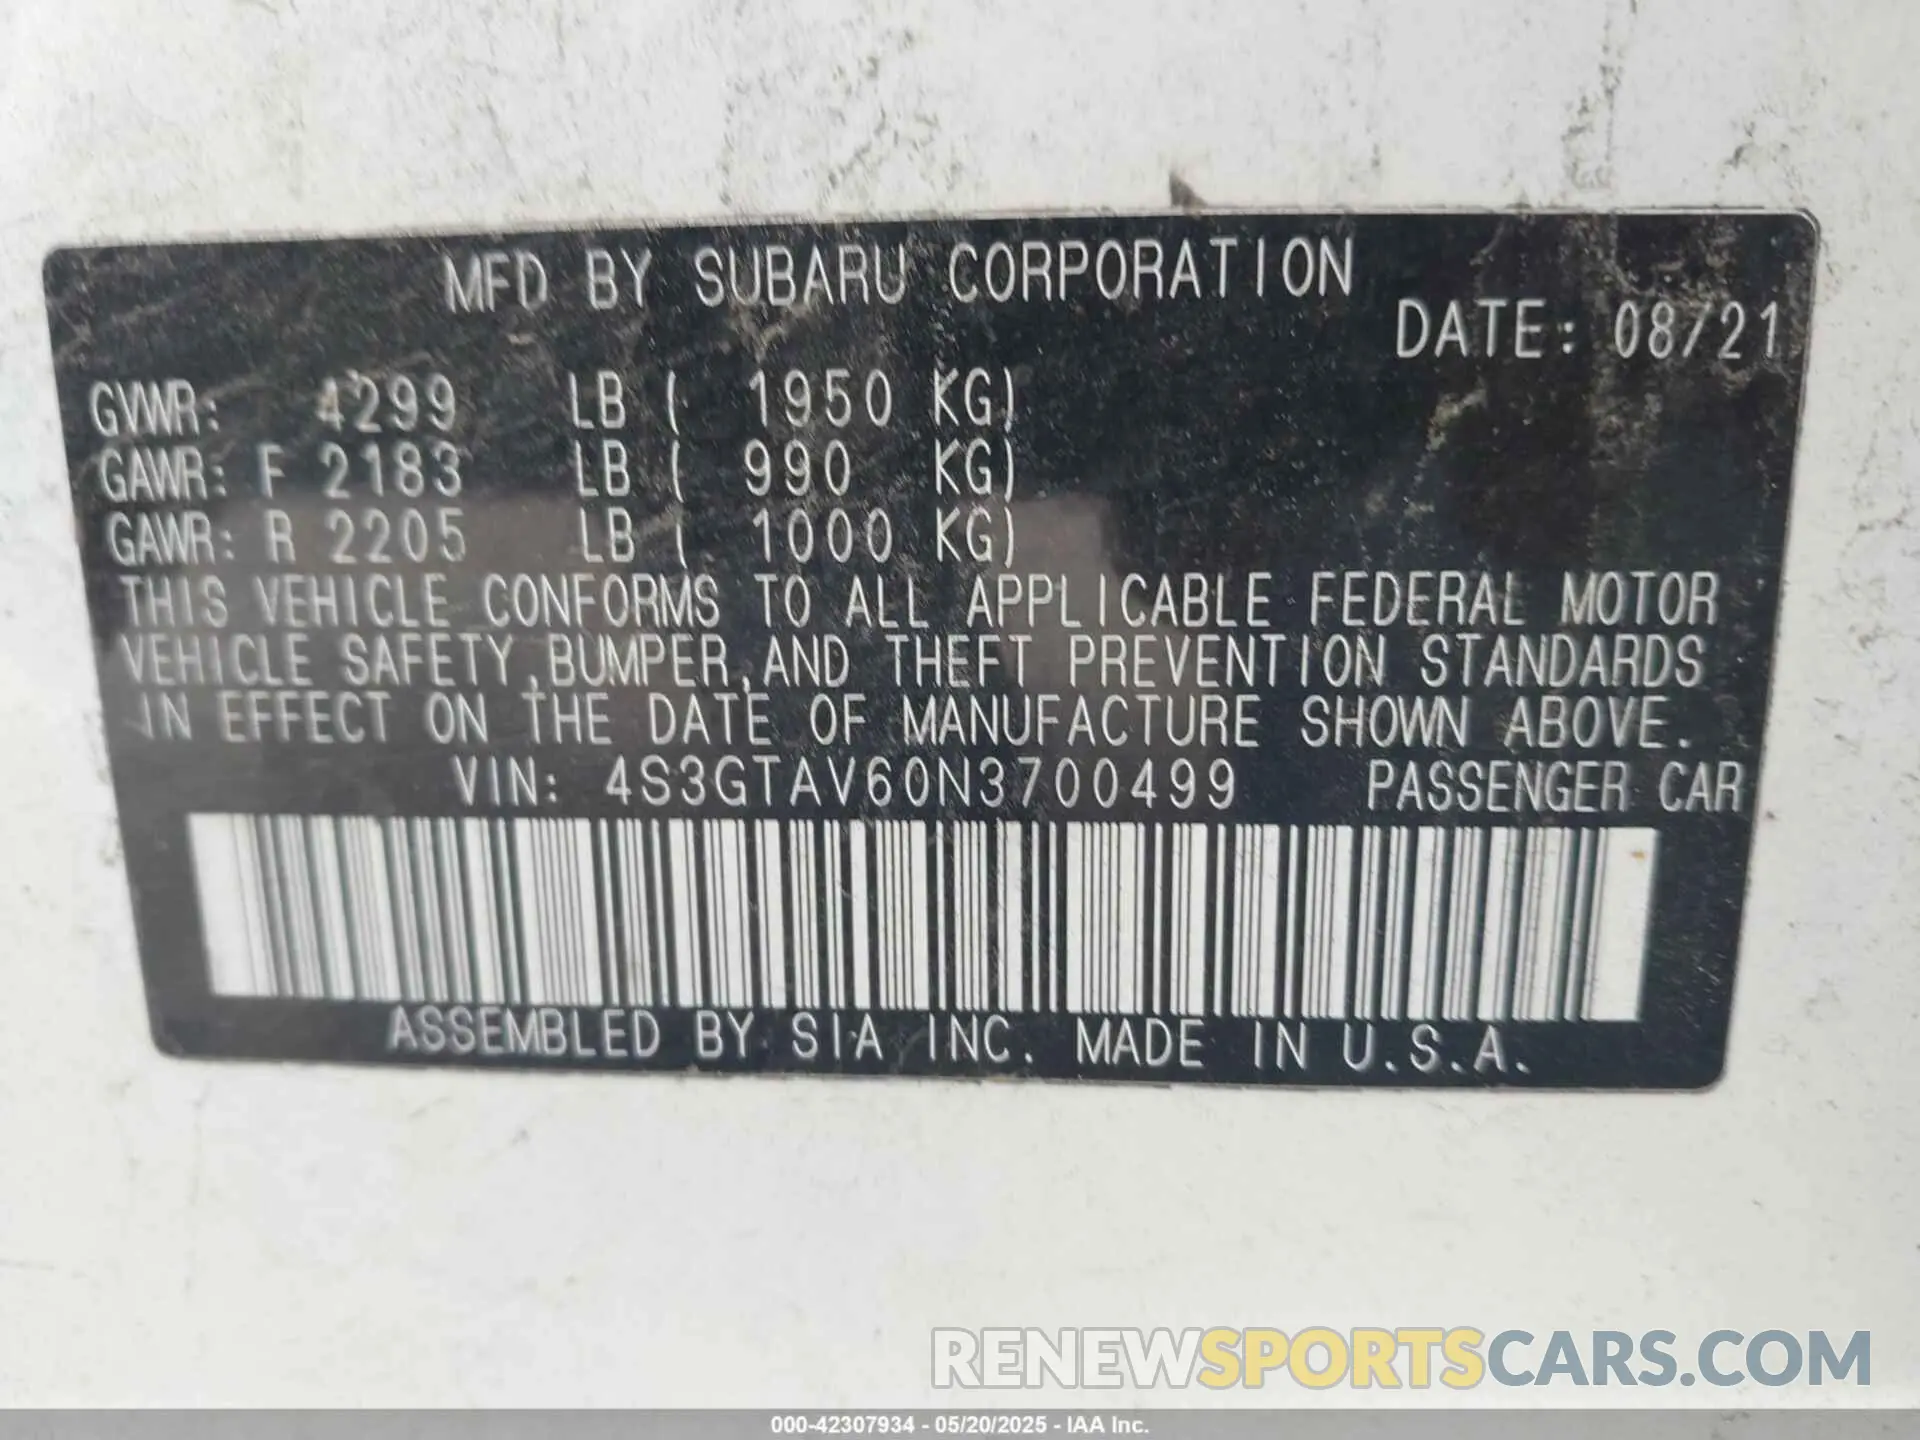 MFD BY SUBARU CORPORATION
DATE: 08/21
GVWR: 4299 LB ( 1950 KG)
GAWR: F 2183 LB ( 990 KG)
GAWR: R 2205 LB ( 1000 KG)
THIS VEHICLE CONFORMS TO ALL APPLICABLE FEDERAL MOTOR
VEHICLE SAFETY,BUMPER,AND THEFT PREVENTION STANDARDS
IN EFFECT ON THE DATE OF MANUFACTURE SHOWN ABOVE.
VIN: 4S3GTAV60N3700499 PASSENGER CAR
ASSEMBLED BY SIA INC. MADE IN U.S.A.
RENEWSPORTSCARS.COM
000-42307934 - 05/20/2025 - IAA Inc.